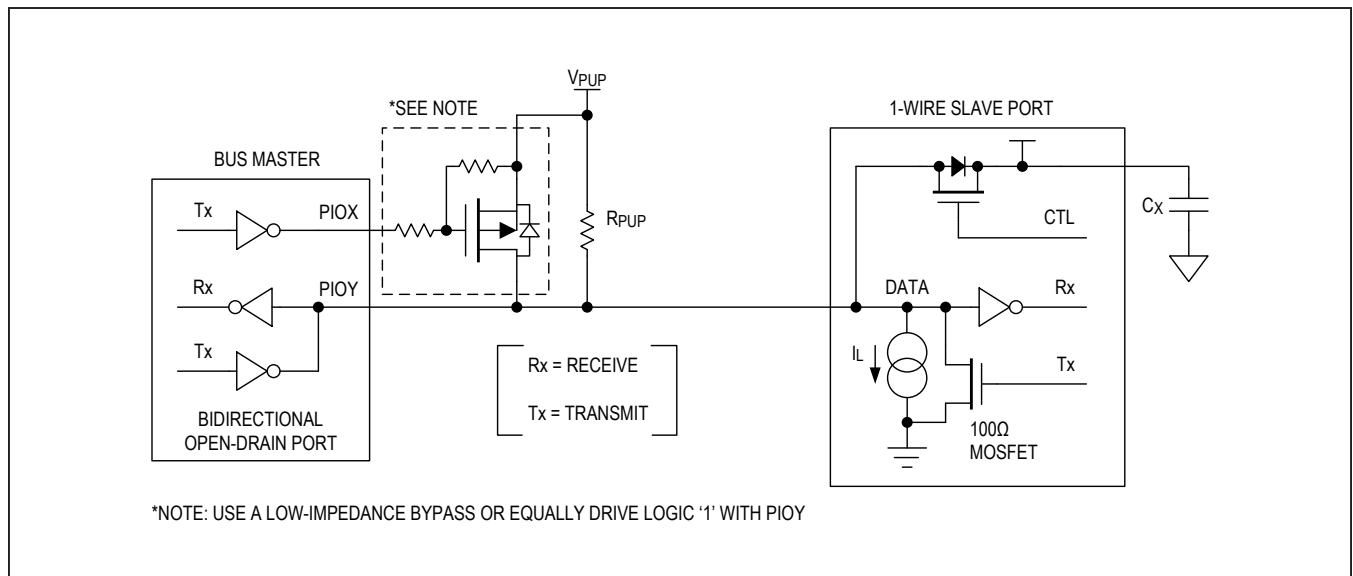 VPUP
*SEE NOTE
1-WIRE SLAVE PORT
BUS MASTER
Tx
PIOX
RPUP
CX
CTL
Rx
PIOY
DATA
Rx
Tx
IL
Tx
Rx = RECEIVE
Tx = TRANSMIT
BIDIRECTIONAL
OPEN-DRAIN PORT
100Ω
MOSFET
*NOTE: USE A LOW-IMPEDANCE BYPASS OR EQUALLY DRIVE LOGIC ‘1’ WITH PIOY